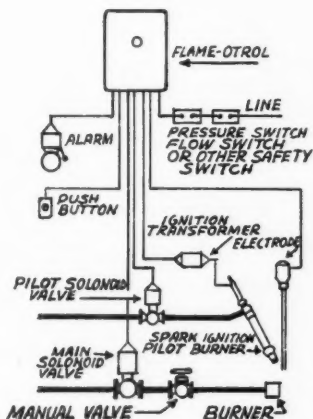 FLAME-OTROL
LINE
ALARM
PRESSURE SWITCH
FLOW SWITCH
OR OTHER SAFETY
SWITCH
PUSH
BUTTON
IGNITION
TRANSFORMER
ELECTRODE
PILOT SOLONOID
VALVE
SPARK IGNITION
PILOT BURNER
MAIN
SOLONOID
VALVE
MANUAL VALVE
BURNER